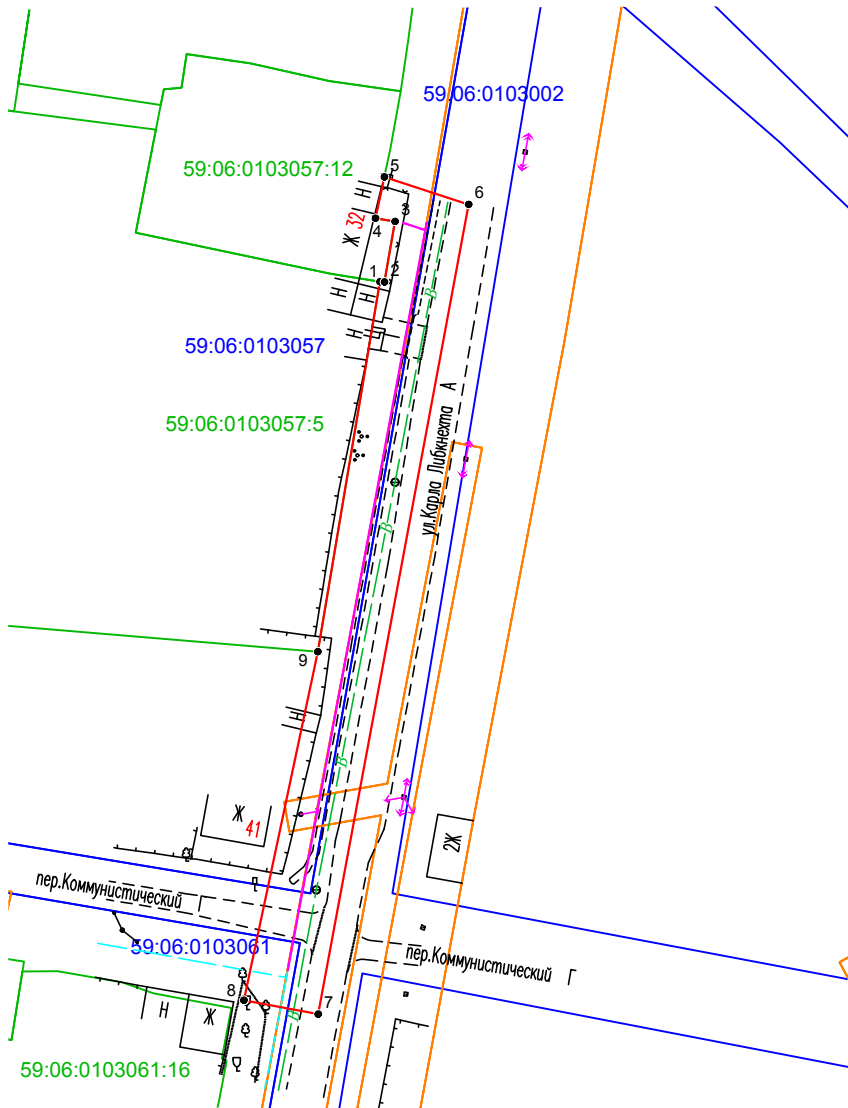 59:06:0103002
5
59:06:0103057:12
Н
6
3
4
32
Ж
1
2
Н
Н
В
Н
Г
59:06:0103057
59:06:0103057:5
ул.Карла Либкнехта А
В
9
Н
В
Ж
41
2Ж
пер.Коммунистический Г
59:06:0103061
пер.Коммунистический Г
8
7
Н
Ж
В
59:06:0103061:16